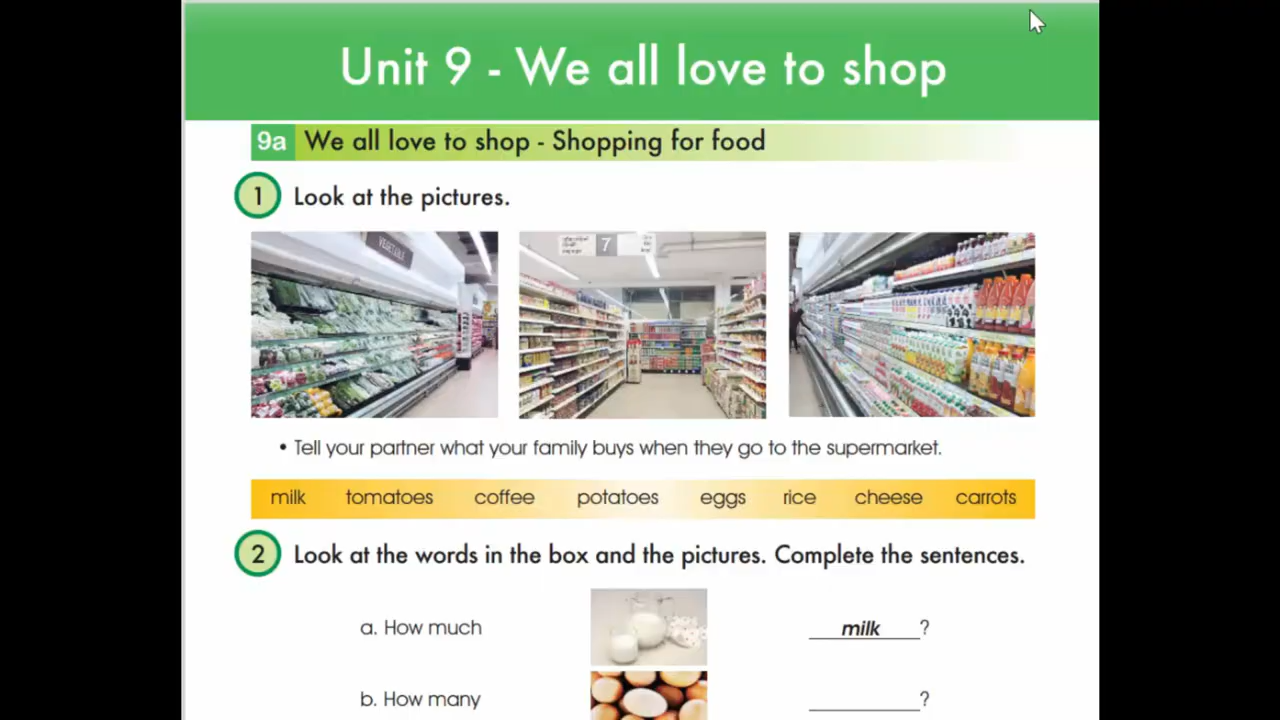 Unit 9 - We all love to shop
9a We all love to shop - Shopping for food
1 Look at the pictures.
VEGETABLE
7
• Tell your partner what your family buys when they go to the supermarket.
milk tomatoes coffee potatoes eggs rice cheese carrots
2 Look at the words in the box and the pictures. Complete the sentences.
a. How much milk ?
b. How many ?